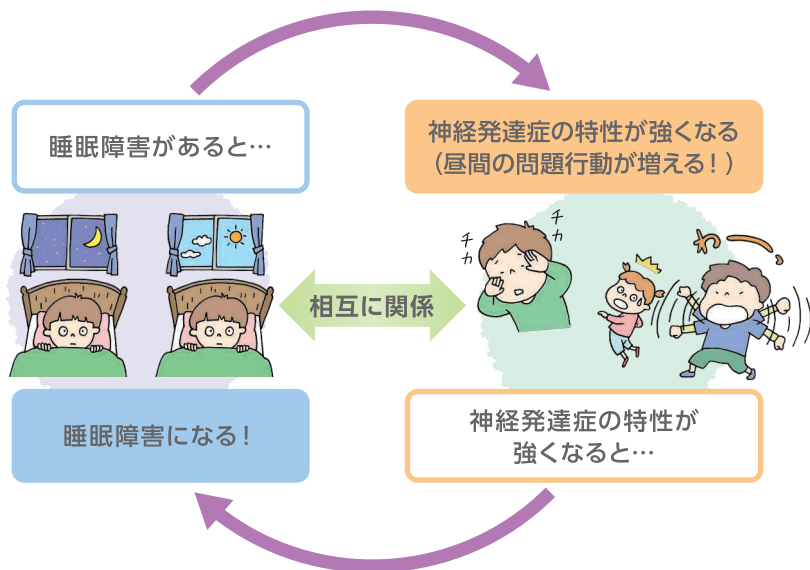 睡眠障害があると…
神経発達症の特性が強くなる
（昼間の問題行動が増える！）
チカ
チカ
わーっ
相互に関係
睡眠障害になる！
神経発達症の特性が
強くなると…